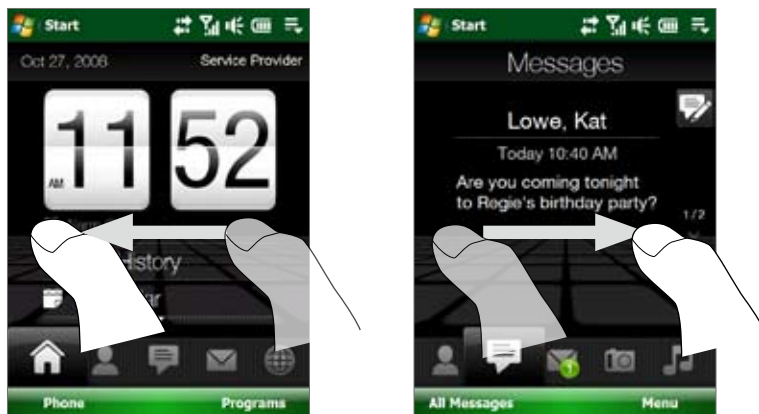 Start
Oct 27, 2008
Service Provider
11 52
AM
History
Phone
Programs
Start
Messages
Lowe, Kat
Today 10:40 AM
Are you coming tonight
to Regie's birthday party?
1/2
1
All Messages
Menu